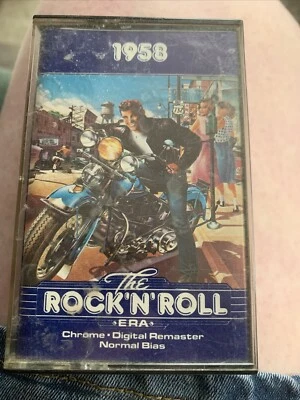 1958
The
ROCK'N'ROLL
•ERA•
Chrome • Digital Remaster
Normal Bias